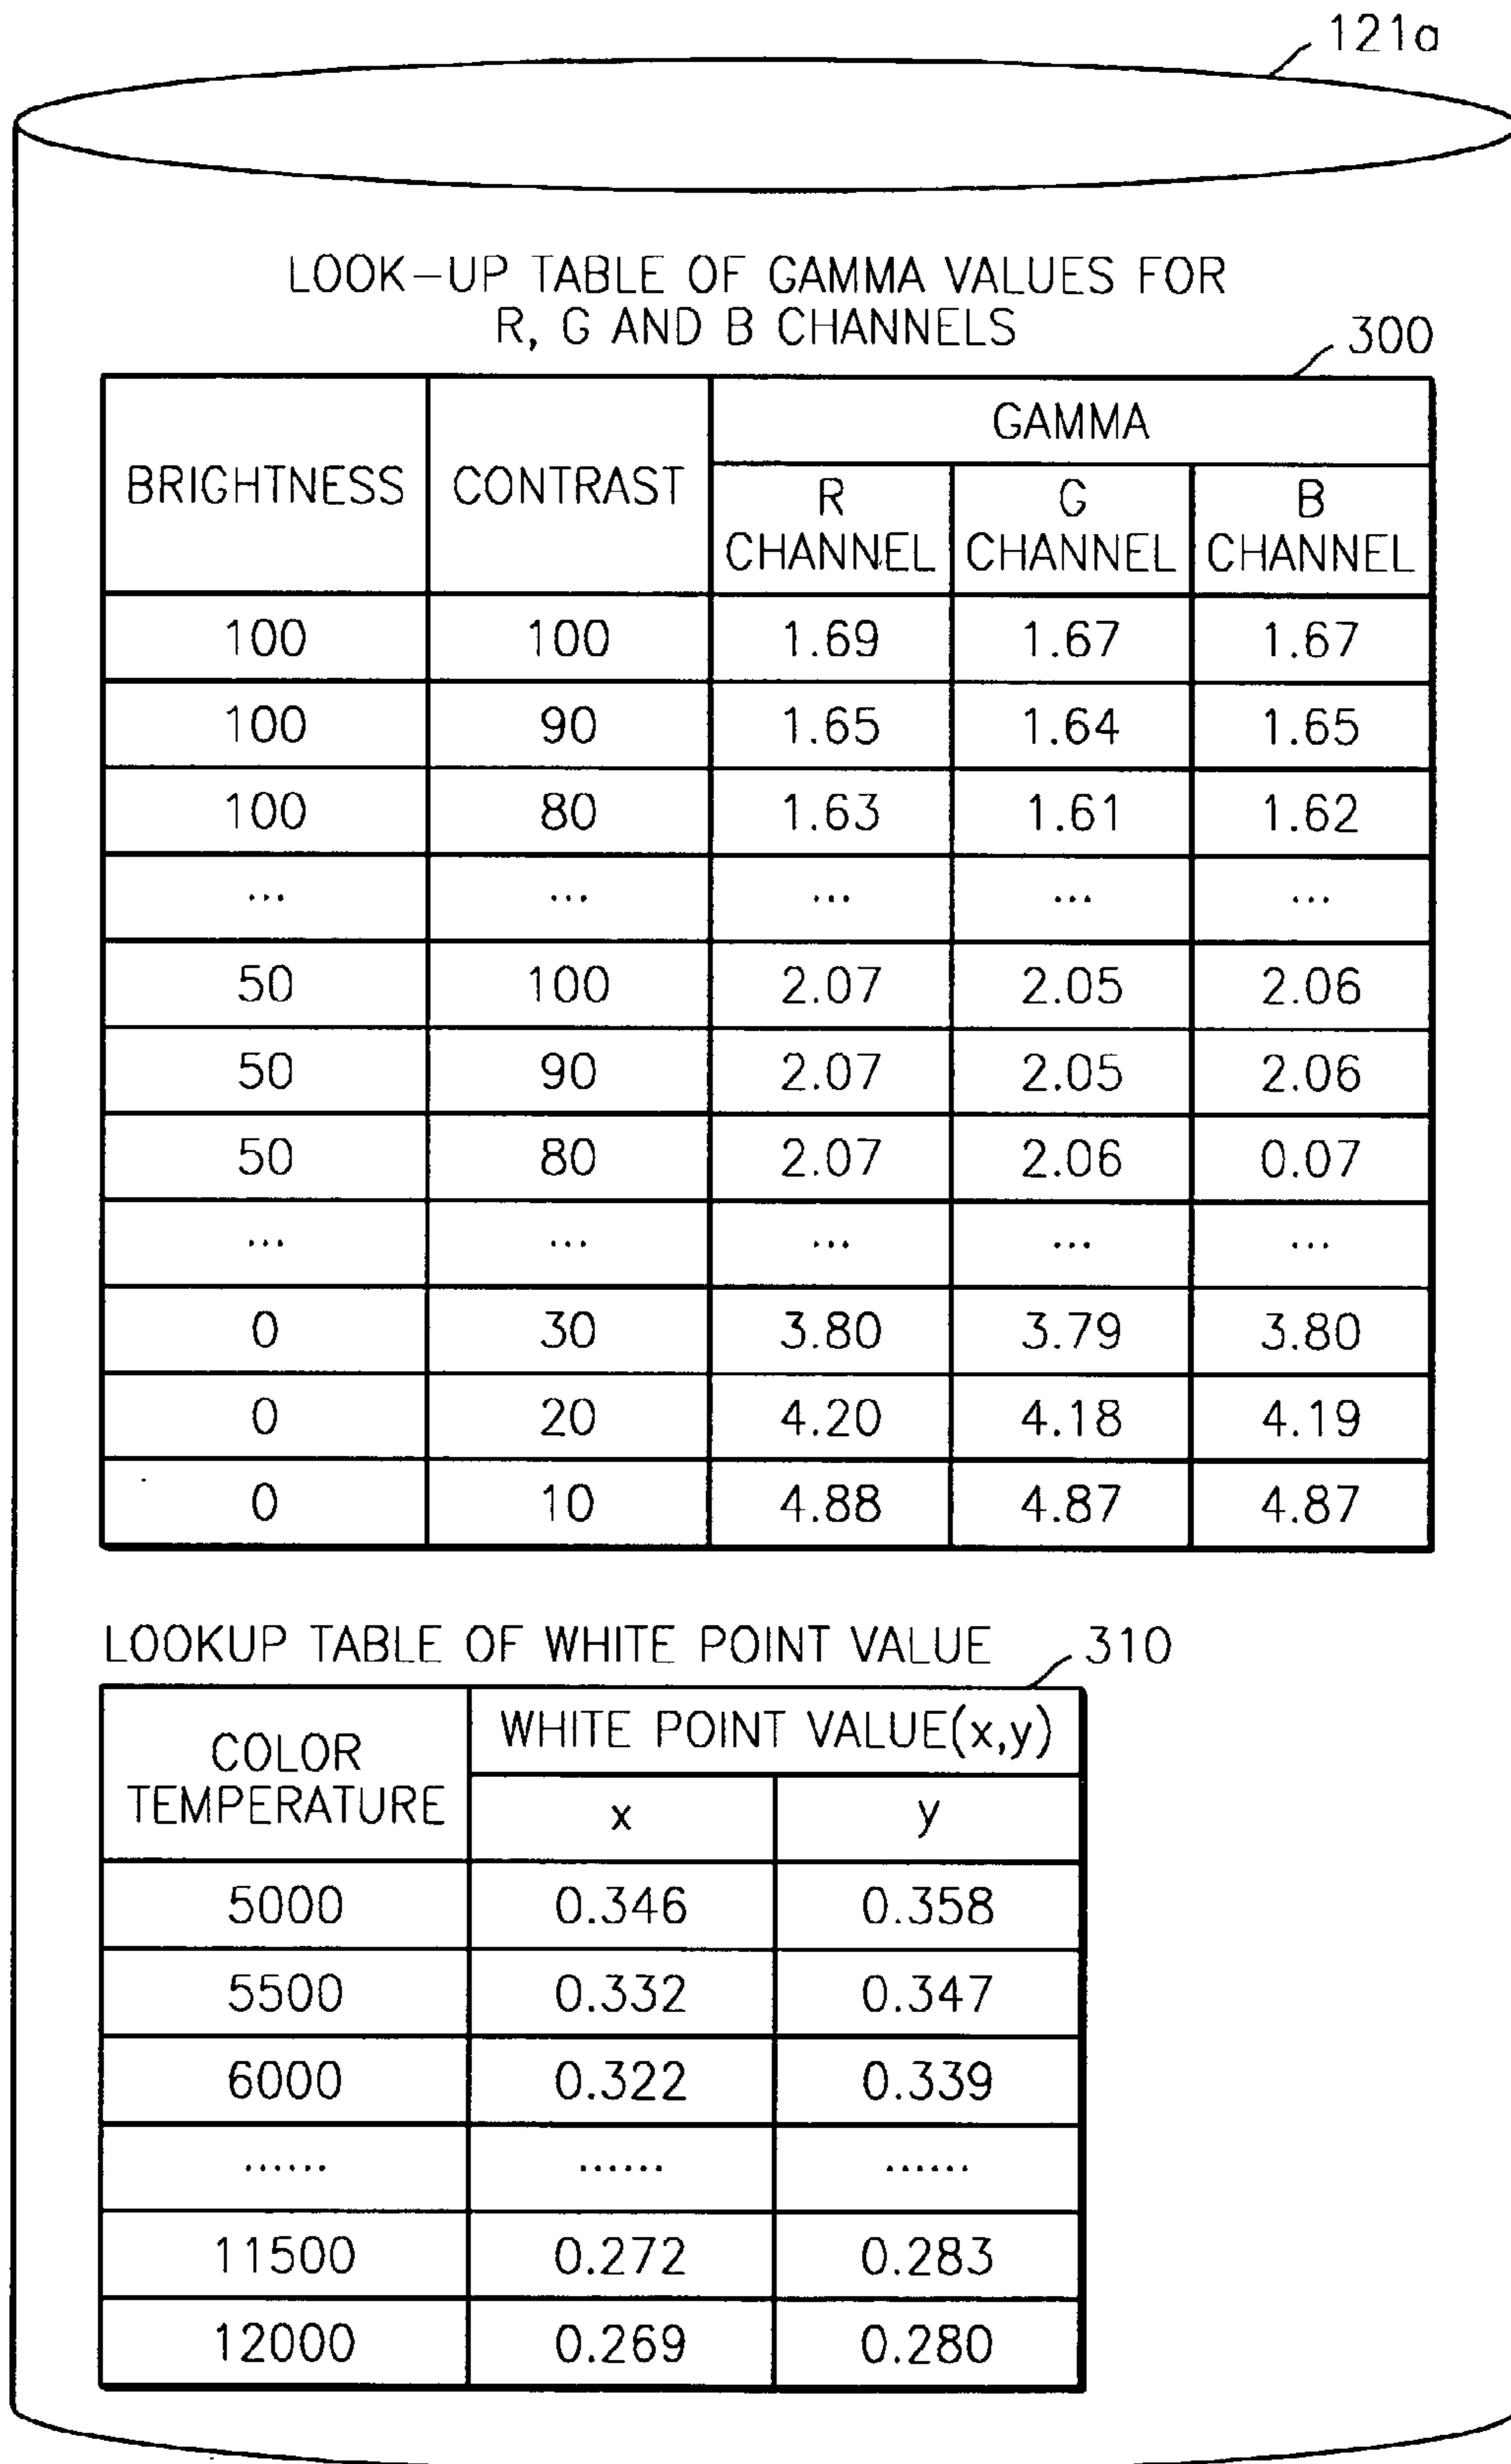 121a
LOOK-UP TABLE OF GAMMA VALUES FOR
R, G AND B CHANNELS
300
BRIGHTNESS CONTRAST GAMMA
R CHANNEL G CHANNEL B CHANNEL
100 100 1.69 1.67 1.67
100 90 1.65 1.64 1.65
100 80 1.63 1.61 1.62
... ... ... ... ...
50 100 2.07 2.05 2.06
50 90 2.07 2.05 2.06
50 80 2.07 2.06 0.07
... ... ... ... ...
0 30 3.80 3.79 3.80
0 20 4.20 4.18 4.19
0 10 4.88 4.87 4.87
LOOKUP TABLE OF WHITE POINT VALUE
310
COLOR TEMPERATURE WHITE POINT VALUE(x,y)
x y
5000 0.346 0.358
5500 0.332 0.347
6000 0.322 0.339
...... ...... ......
11500 0.272 0.283
12000 0.269 0.280